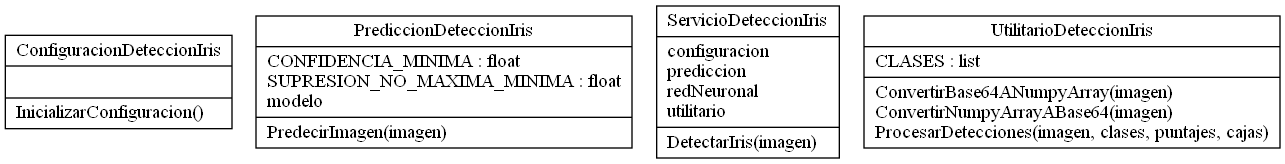 ConfiguracionDeteccionIris
InicializarConfiguracion()
PrediccionDeteccionIris
CONFIDENCIA_MINIMA : float
SUPRESION_NO_MAXIMA_MINIMA : float
modelo
PredecirImagen(imagen)
ServicioDeteccionIris
configuracion
prediccion
redNeuronal
utilitario
DetectarIris(imagen)
UtilitarioDeteccionIris
CLASES : list
ConvertirBase64ANumpyArray(imagen)
ConvertirNumpyArrayABase64(imagen)
ProcesarDetecciones(imagen, clases, puntajes, cajas)